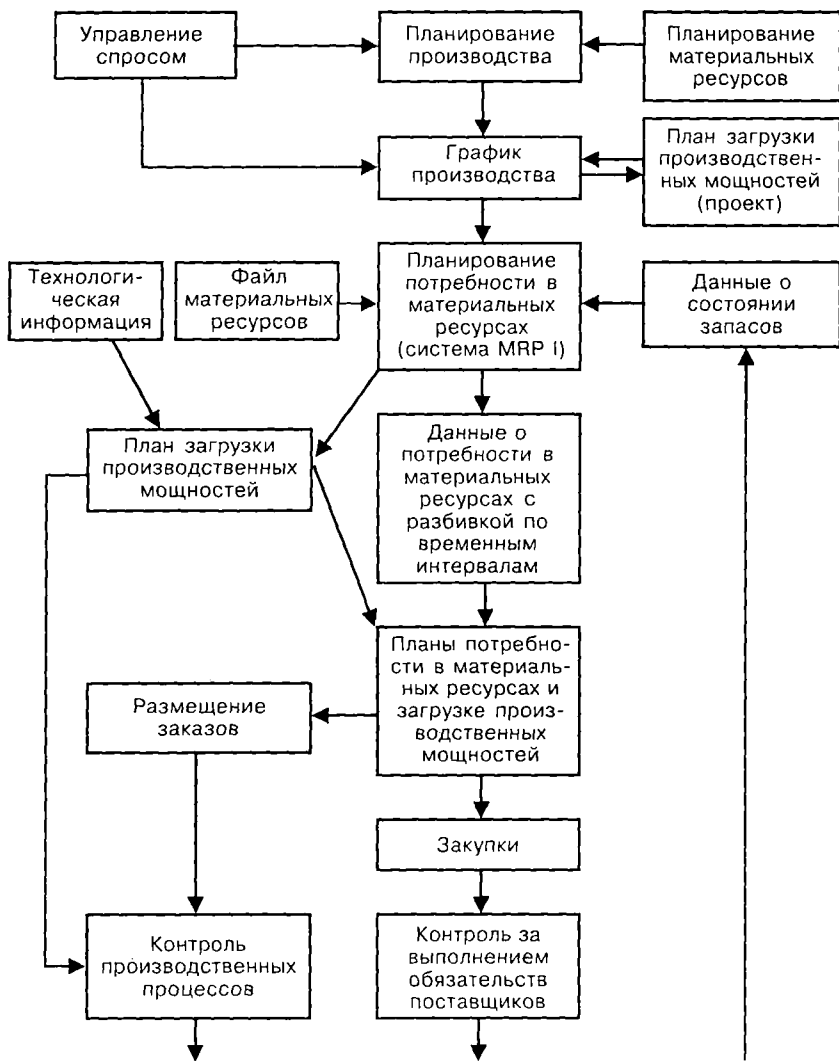 Управление
спросом
Планирование
производства
Планирование
материальных
ресурсов
График
производства
План загрузки
производствен-
ных мощностей
(проект)
Технологи-
ческая
информация
Файл
материальных
ресурсов
Планирование
потребности в
материальных
ресурсах
(система MRP I)
Данные о
состоянии
запасов
План загрузки
производственных
мощностей
Данные о
потребности в
материальных
ресурсах с
разбивкой по
временным
интервалам
Планы потребно-
сти в материаль-
ных ресурсах и
загрузке произ-
водственных
мощностей
Размещение
заказов
Закупки
Контроль
производственных
процессов
Контроль за
выполнением
обязательств
поставщиков